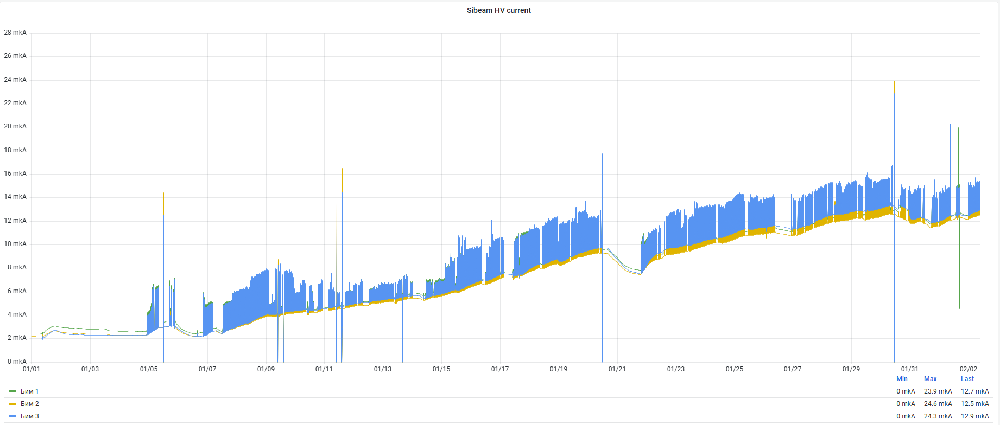 Sibeam HV current
28 mkA
26 mkA
24 mkA
22 mkA
20 mkA
18 mkA
16 mkA
14 mkA
12 mkA
10 mkA
8 mkA
6 mkA
4 mkA
2 mkA
0 mkA
01/01 01/03 01/05 01/07 01/09 01/11 01/13 01/15 01/17 01/19 01/21 01/23 01/25 01/27 01/29 01/31 02/02
Min Max Last
Бим 1 0 mkA 23.9 mkA 12.7 mkA
Бим 2 0 mkA 24.6 mkA 12.5 mkA
Бим 3 0 mkA 24.3 mkA 12.9 mkA